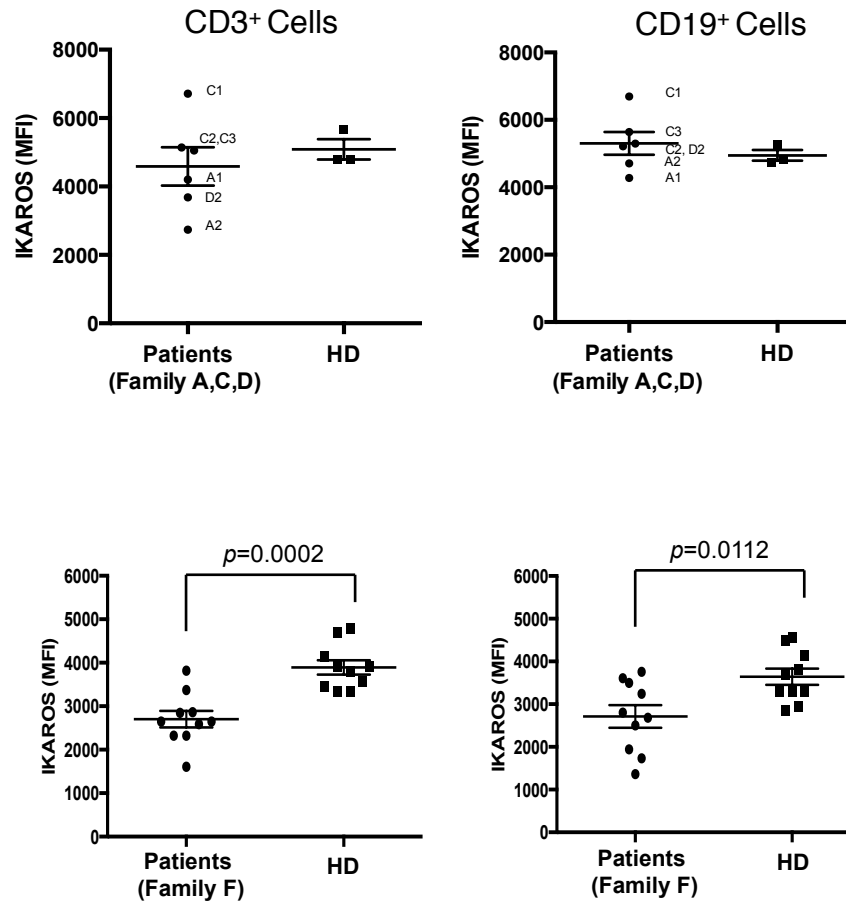 CD3⁺ Cells
8000
6000
4000
2000
0
IKAROS (MFI)
C1
C2,C3
A1
D2
A2
Patients
(Family A,C,D)
HD
CD19⁺ Cells
8000
6000
4000
2000
0
IKAROS (MFI)
C1
C3
C2, D2
A2
A1
Patients
(Family A,C,D)
HD
p=0.0002
6000
5000
4000
3000
2000
1000
0
IKAROS (MFI)
Patients
(Family F)
HD
p=0.0112
6000
5000
4000
3000
2000
1000
0
IKAROS (MFI)
Patients
(Family F)
HD